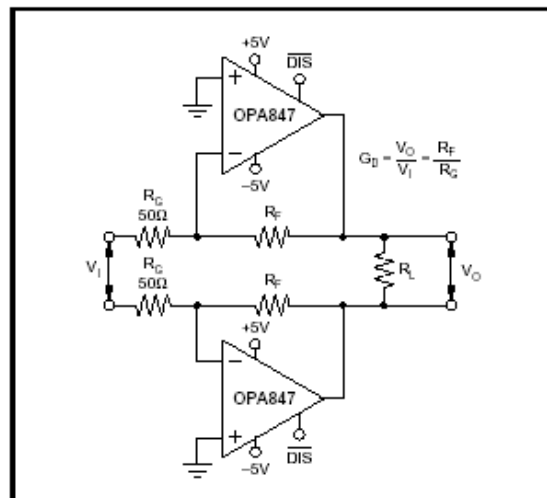 +5V
DIS
OPA847
–5V
G_D = V_O / V_I = R_F / R_G
R_G
50Ω
R_F
V_I
R_L
V_O
R_G
50Ω
R_F
+5V
OPA847
–5V
DIS